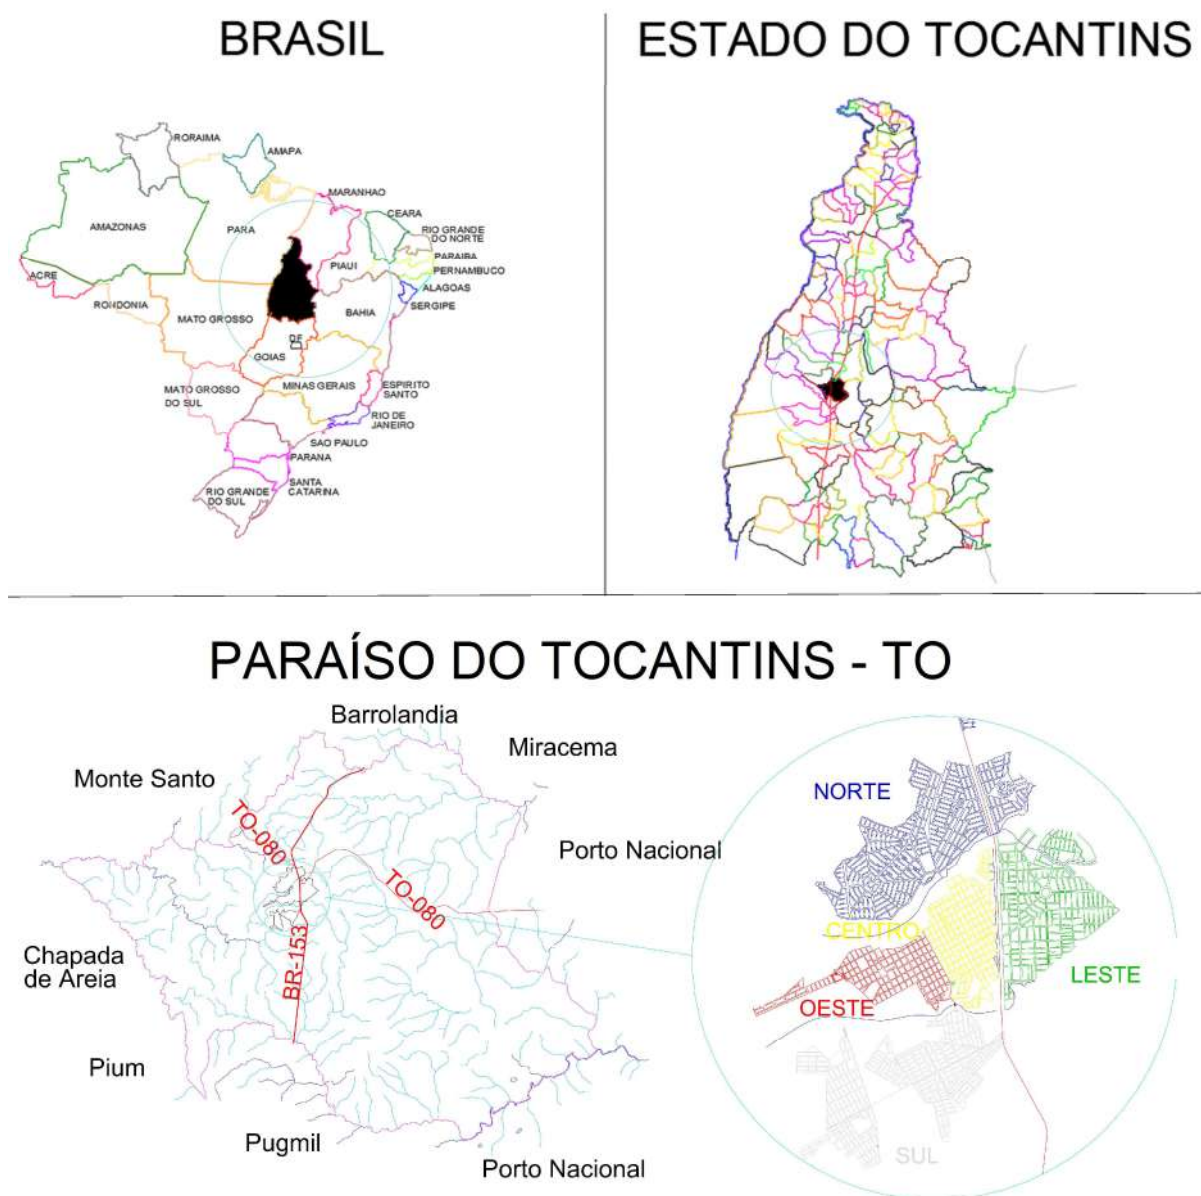 BRASIL
ESTADO DO TOCANTINS
RORAIMA
AMAPA
MARANHAO
CEARA
RIO GRANDE
DO NORTE
AMAZONAS
PARA
PARAIBA
PIAUI
PERNAMBUCO
ACRE
ALAGOAS
RONDONIA
SERGIPE
MATO GROSSO
BAHIA
DF
GOIAS
MATO GROSSO
DO SUL
MINAS GERAIS
ESPIRITO
SANTO
RIO DE
JANEIRO
SAO PAULO
PARANA
SANTA
CATARINA
RIO GRANDE
DO SUL
PARAÍSO DO TOCANTINS - TO
Barrolandia
Miracema
Monte Santo
TO-080
Porto Nacional
TO-080
BR-153
Chapada
de Areia
Pium
Pugmil
Porto Nacional
NORTE
CENTRO
LESTE
OESTE
SUL